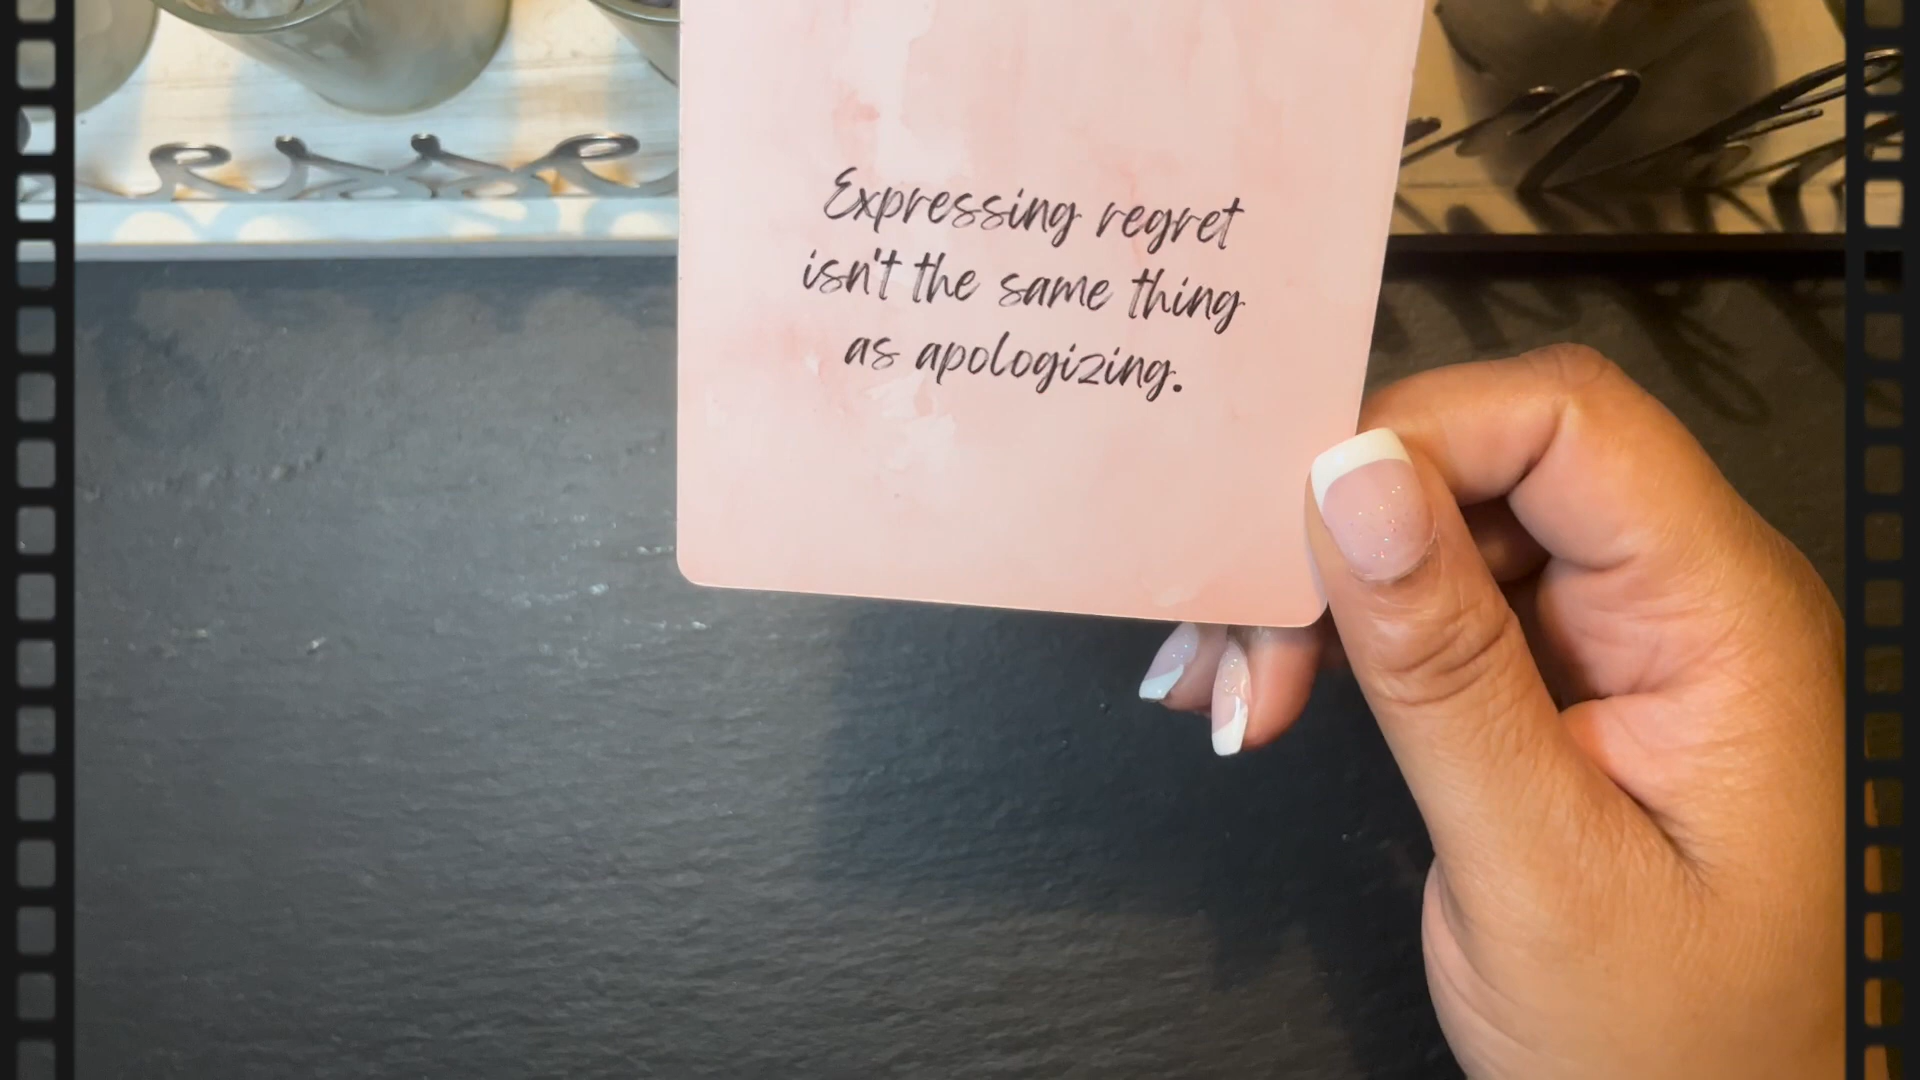 Expressing regret
isn't the same thing
as apologizing.